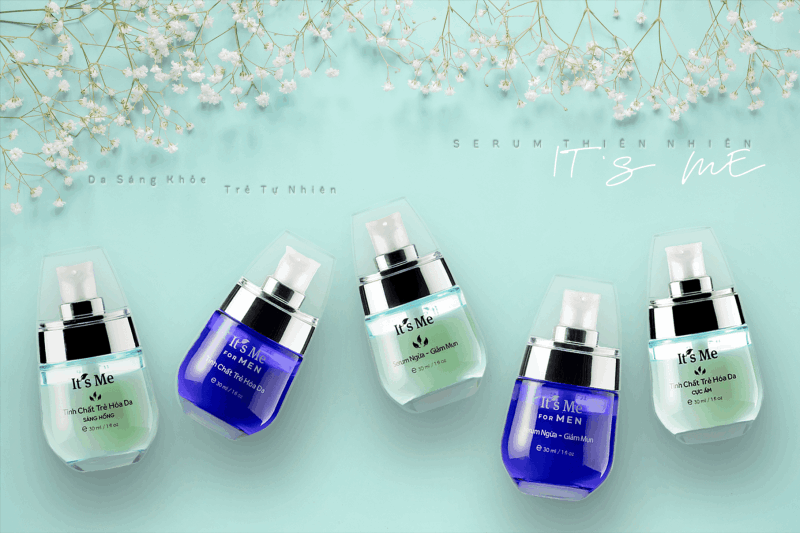 SERUM THIÊN NHIÊN
IT'S ME
Da Sáng Khỏe
Trẻ Tự Nhiên
It's Me
Tinh Chất Trẻ Hóa Da
SÁNG HỒNG
℮ 30 ml / 1 fl oz
It's Me
FOR MEN
Tinh Chất Trẻ Hóa Da
℮ 30 ml / 1 fl oz
It's Me
Serum Ngừa - Giảm Mụn
℮ 30 ml / 1 fl oz
It's Me
FOR MEN
Serum Ngừa - Giảm Mụn
℮ 30 ml / 1 fl oz
It's Me
Tinh Chất Trẻ Hóa Da
CỰC ẨM
℮ 30 ml / 1 fl oz